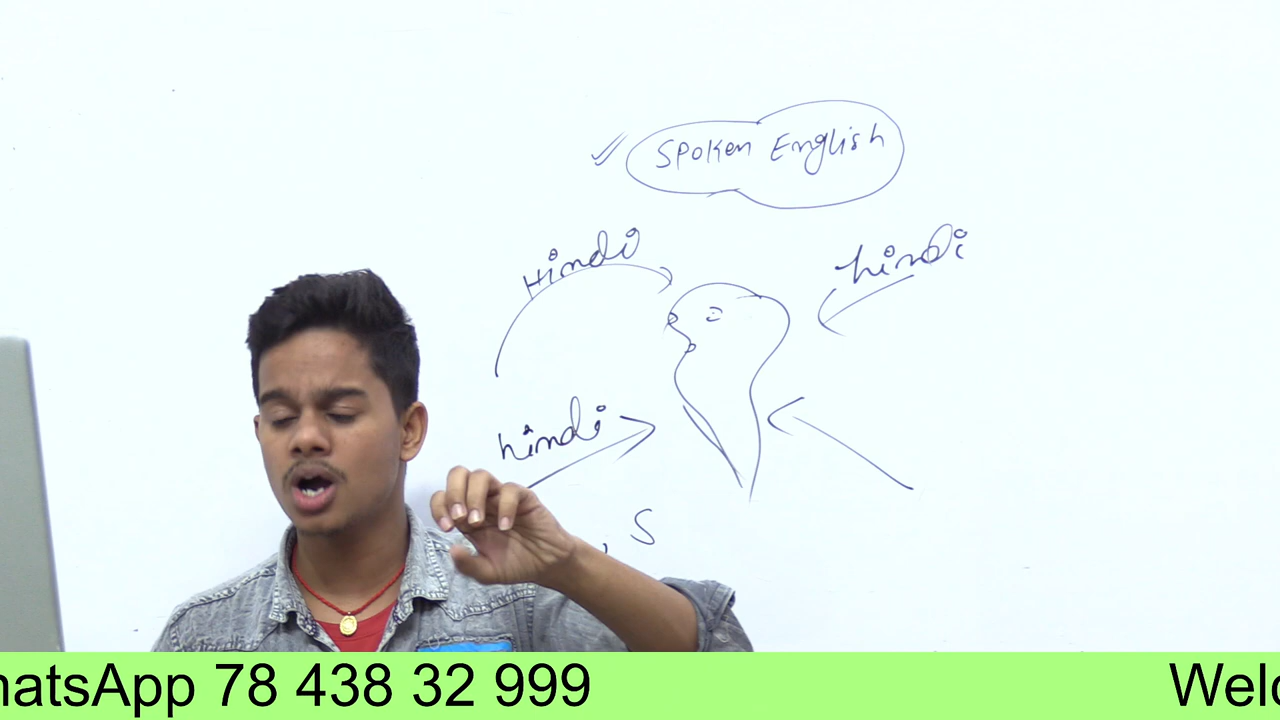 Spoken English
Hindi
hindi
hindi
, S
hatsApp 78 438 32 999
Welc